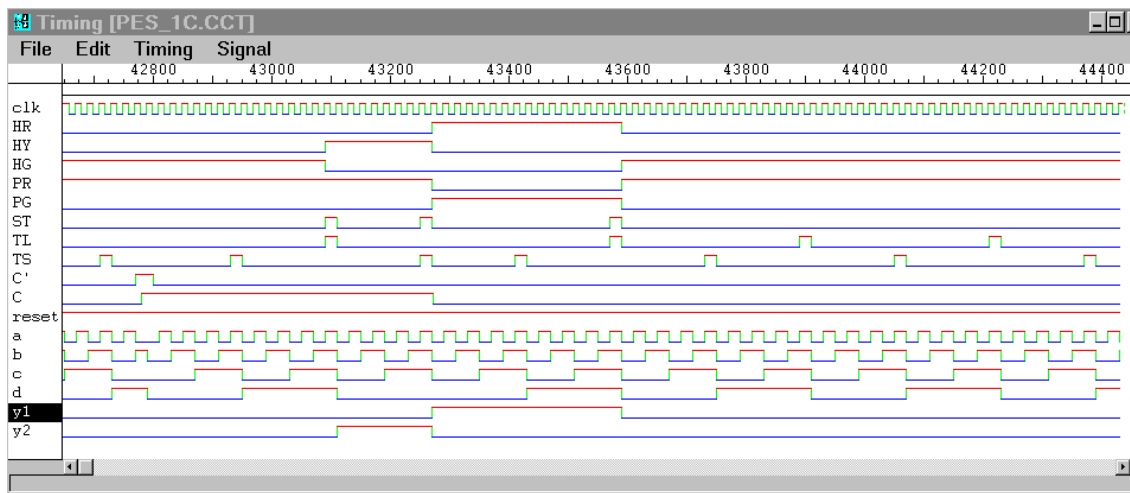 Timing [PES_1C.CCT]
File Edit Timing Signal
42800 43000 43200 43400 43600 43800 44000 44200 44400
clk
HR
HY
HG
PR
PG
ST
TL
TS
C'
C
reset
a
b
c
d
y1
y2